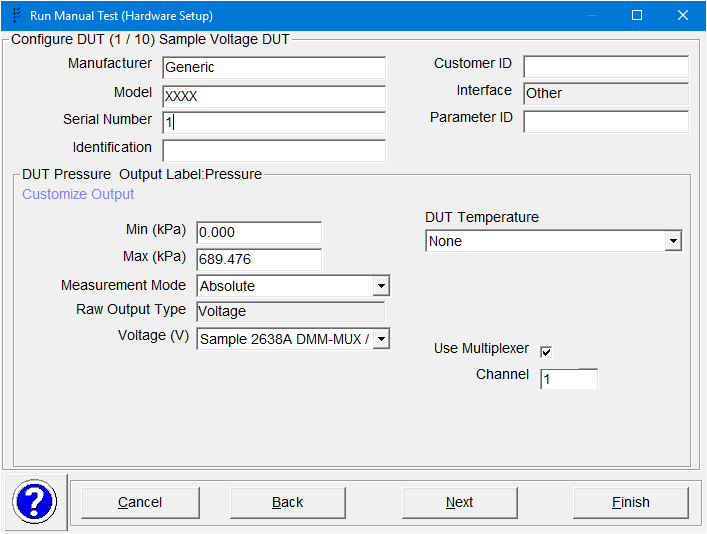 Run Manual Test (Hardware Setup)
Configure DUT (1 / 10) Sample Voltage DUT
Manufacturer Generic
Customer ID
Model XXXX
Interface Other
Serial Number 1
Parameter ID
Identification
DUT Pressure Output Label:Pressure
Customize Output
Min (kPa) 0.000
DUT Temperature
None
Max (kPa) 689.476
Measurement Mode Absolute
Raw Output Type Voltage
Voltage (V) Sample 2638A DMM-MUX /
Use Multiplexer
Channel 1
?
Cancel Back Next Finish